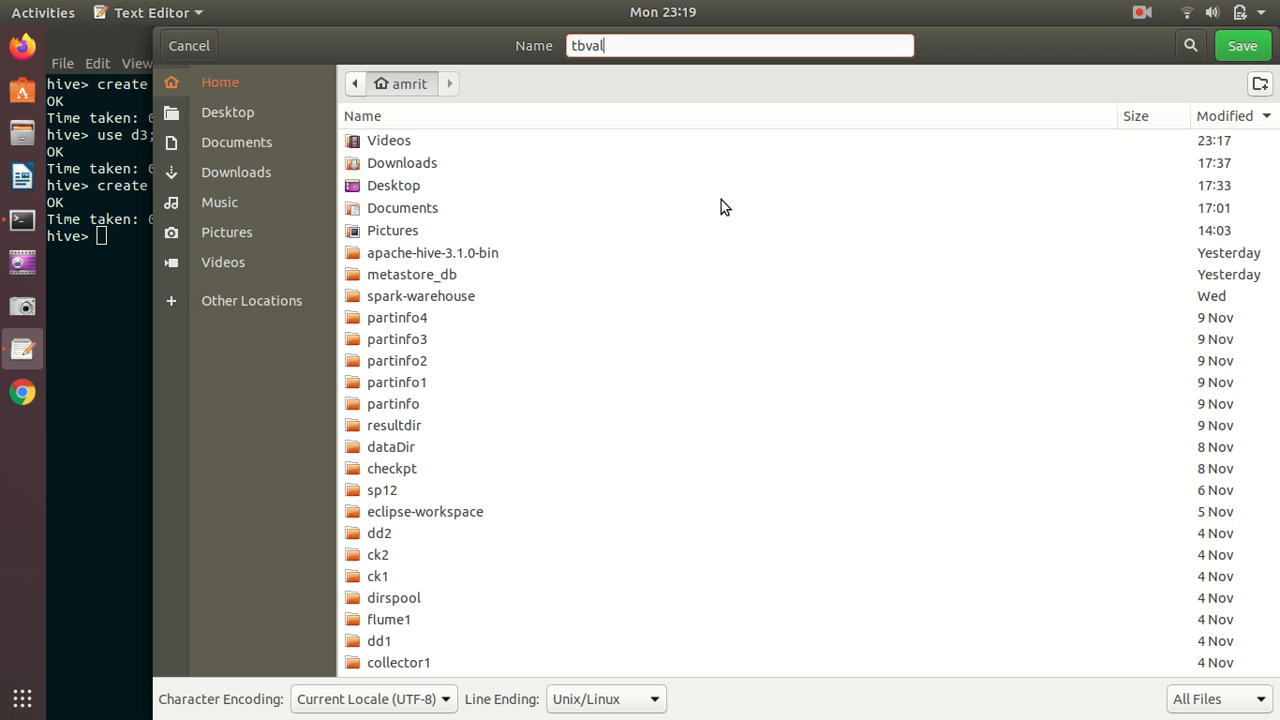 Activities Text Editor Mon 23:19
Cancel Name tbval Save
File Edit View
hive> create
OK
Time taken: 0
hive> use d3;
OK
Time taken: 0
hive> create
OK
Time taken: 0
hive>
Home
Desktop
Documents
Downloads
Music
Pictures
Videos
Other Locations
amrit
Name Size Modified
Videos 23:17
Downloads 17:37
Desktop 17:33
Documents 17:01
Pictures 14:03
apache-hive-3.1.0-bin Yesterday
metastore_db Yesterday
spark-warehouse Wed
partinfo4 9 Nov
partinfo3 9 Nov
partinfo2 9 Nov
partinfo1 9 Nov
partinfo 9 Nov
resultdir 9 Nov
dataDir 8 Nov
checkpt 8 Nov
sp12 6 Nov
eclipse-workspace 5 Nov
dd2 4 Nov
ck2 4 Nov
ck1 4 Nov
dirspool 4 Nov
flume1 4 Nov
dd1 4 Nov
collector1 4 Nov
Character Encoding: Current Locale (UTF-8) Line Ending: Unix/Linux All Files